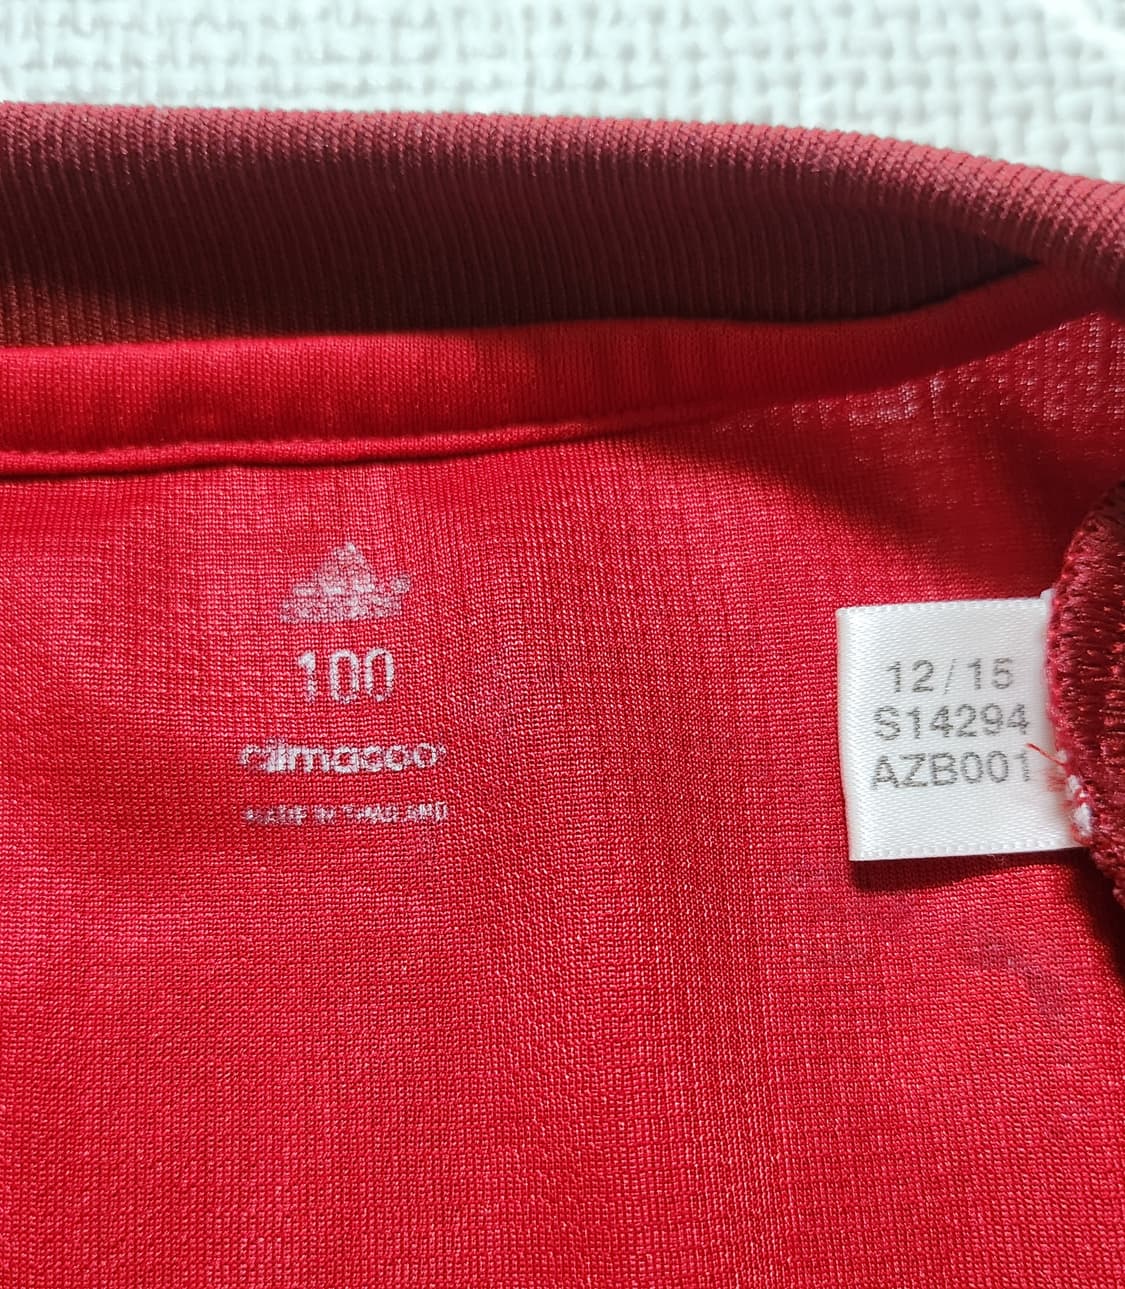 100
climacool
MADE IN THAILAND
12/15
S14294
AZB001